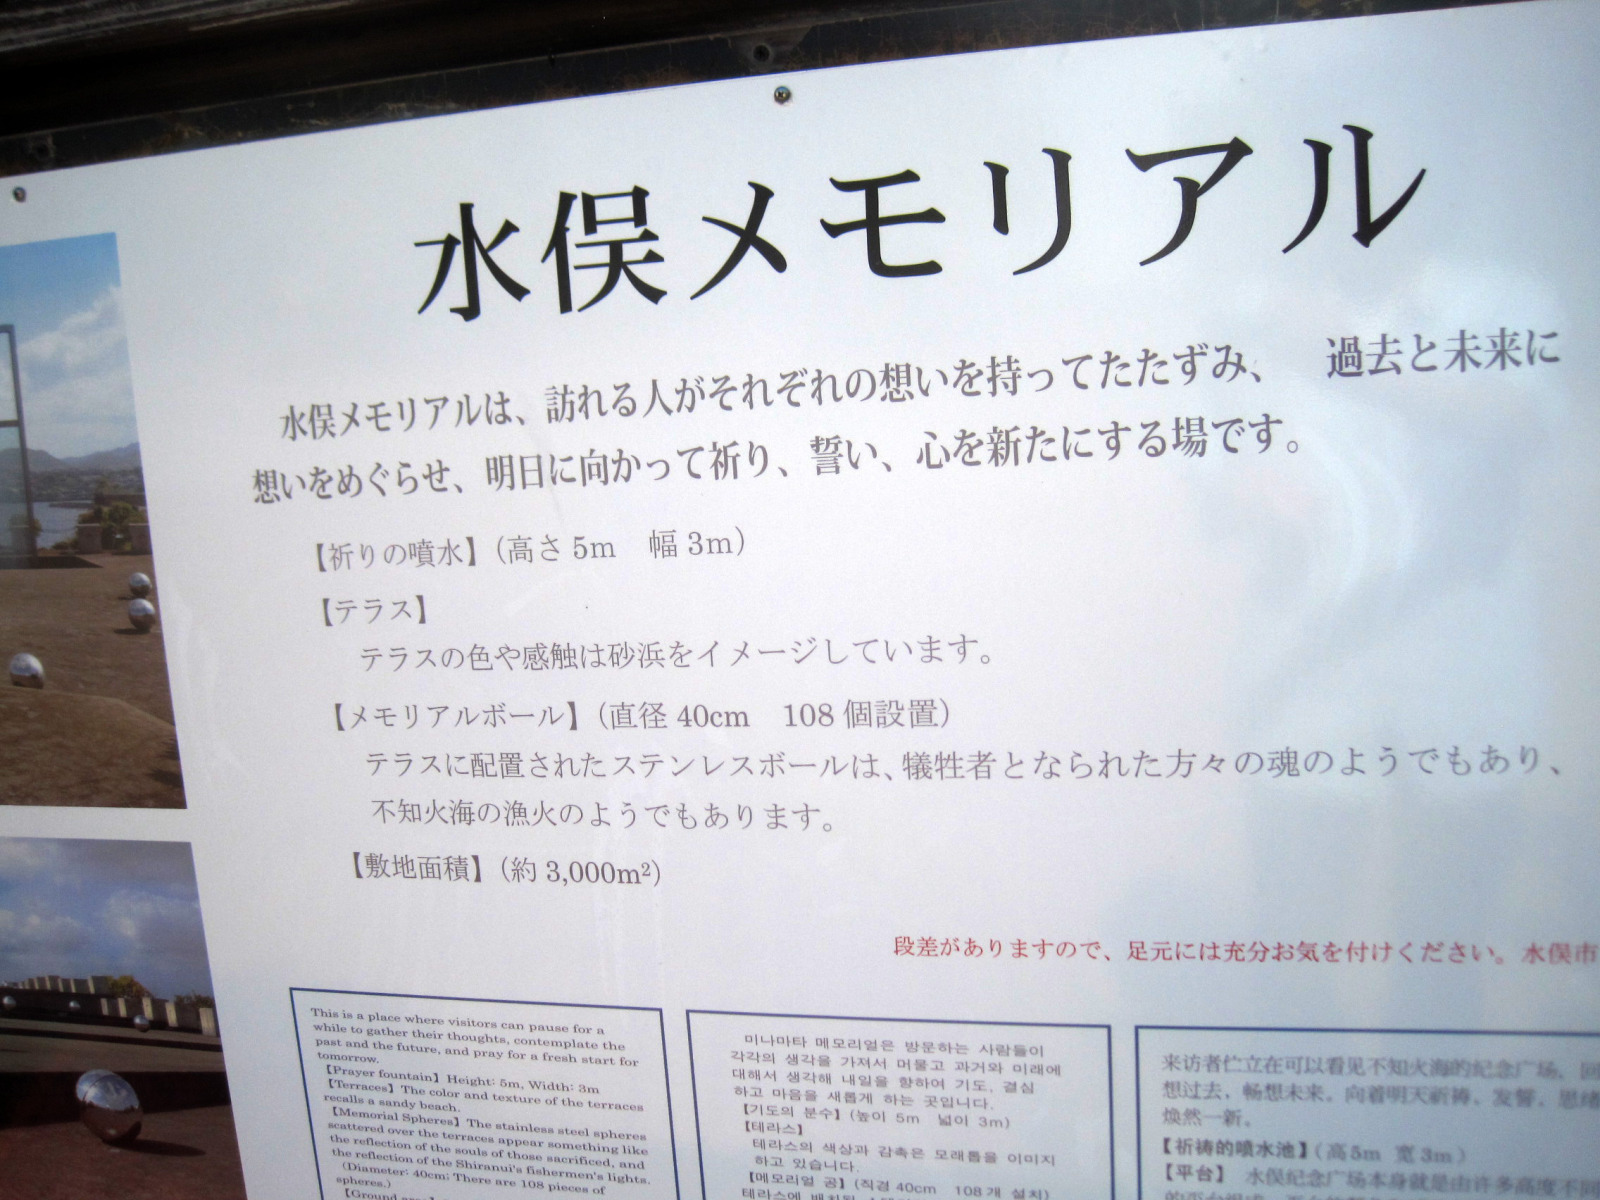 水俣メモリアル
水俣メモリアルは、訪れる人がそれぞれの想いを持ってたたずみ、 過去と未来に
想いをめぐらせ、明日に向かって祈り、誓い、心を新たにする場です。
【祈りの噴水】（高さ 5m 幅 3m）
【テラス】
テラスの色や感触は砂浜をイメージしています。
【メモリアルボール】（直径 40cm 108 個設置）
テラスに配置されたステンレスボールは、犠牲者となられた方々の魂のようでもあり、
不知火海の漁火のようでもあります。
【敷地面積】（約 3,000m²）
段差がありますので、足元には充分お気を付けください。水俣市
This is a place where visitors can pause for a
while to gather their thoughts, contemplate the
past and the future, and pray for a fresh start for
tomorrow.
【Prayer fountain】Height: 5m, Width: 3m
【Terraces】The color and texture of the terraces
recalls a sandy beach.
【Memorial Spheres】The stainless steel spheres
scattered over the terraces appear something like
the reflection of the souls of those sacrificed, and
the reflection of the Shiranui's fishermen's lights.
（Diameter: 40cm; There are 108 pieces of
spheres.）
【Ground
미나마타 메모리얼은 방문하는 사람들이
각각의 생각을 가져서 머물고 과거와 미래에
대해서 생각해 내일을 향하여 기도, 결심
하고 마음을 새롭게 하는 곳입니다.
【기도의 분수】(높이 5m 넓이 3m)
【테라스】
테라스의 색상과 감촉은 모래톱을 이미지
하고 있습니다.
【메모리얼 공】(직경 40cm 108개 설치)
테라스에
来访者伫立在可以看见不知火海的纪念广场、回
想过去，畅想未来。向着明天祈祷、发誓。思绪
焕然一新。
【祈祷的喷水池】（高5m 宽3m）
【平台】 水俣纪念广场本身就是由许多高度不同